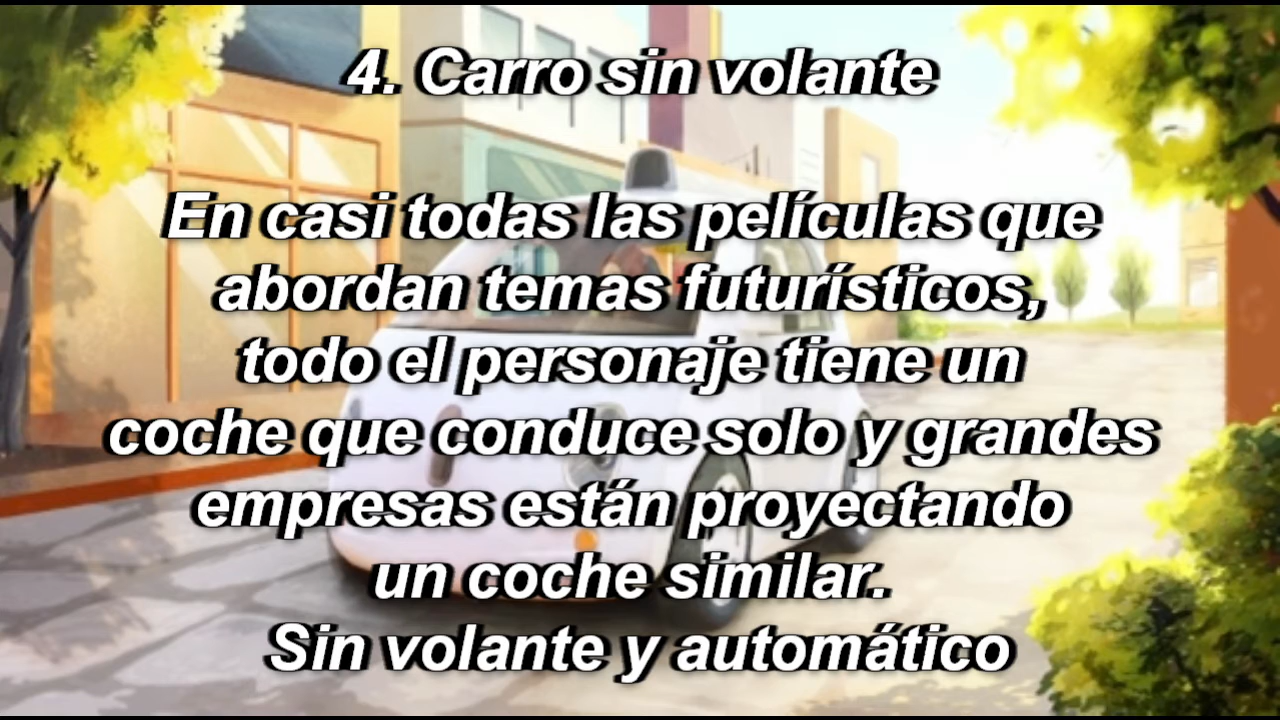 4. Carro sin volante
En casi todas las películas que
abordan temas futurísticos,
todo el personaje tiene un
coche que conduce solo y grandes
empresas están proyectando
un coche similar.
Sin volante y automático